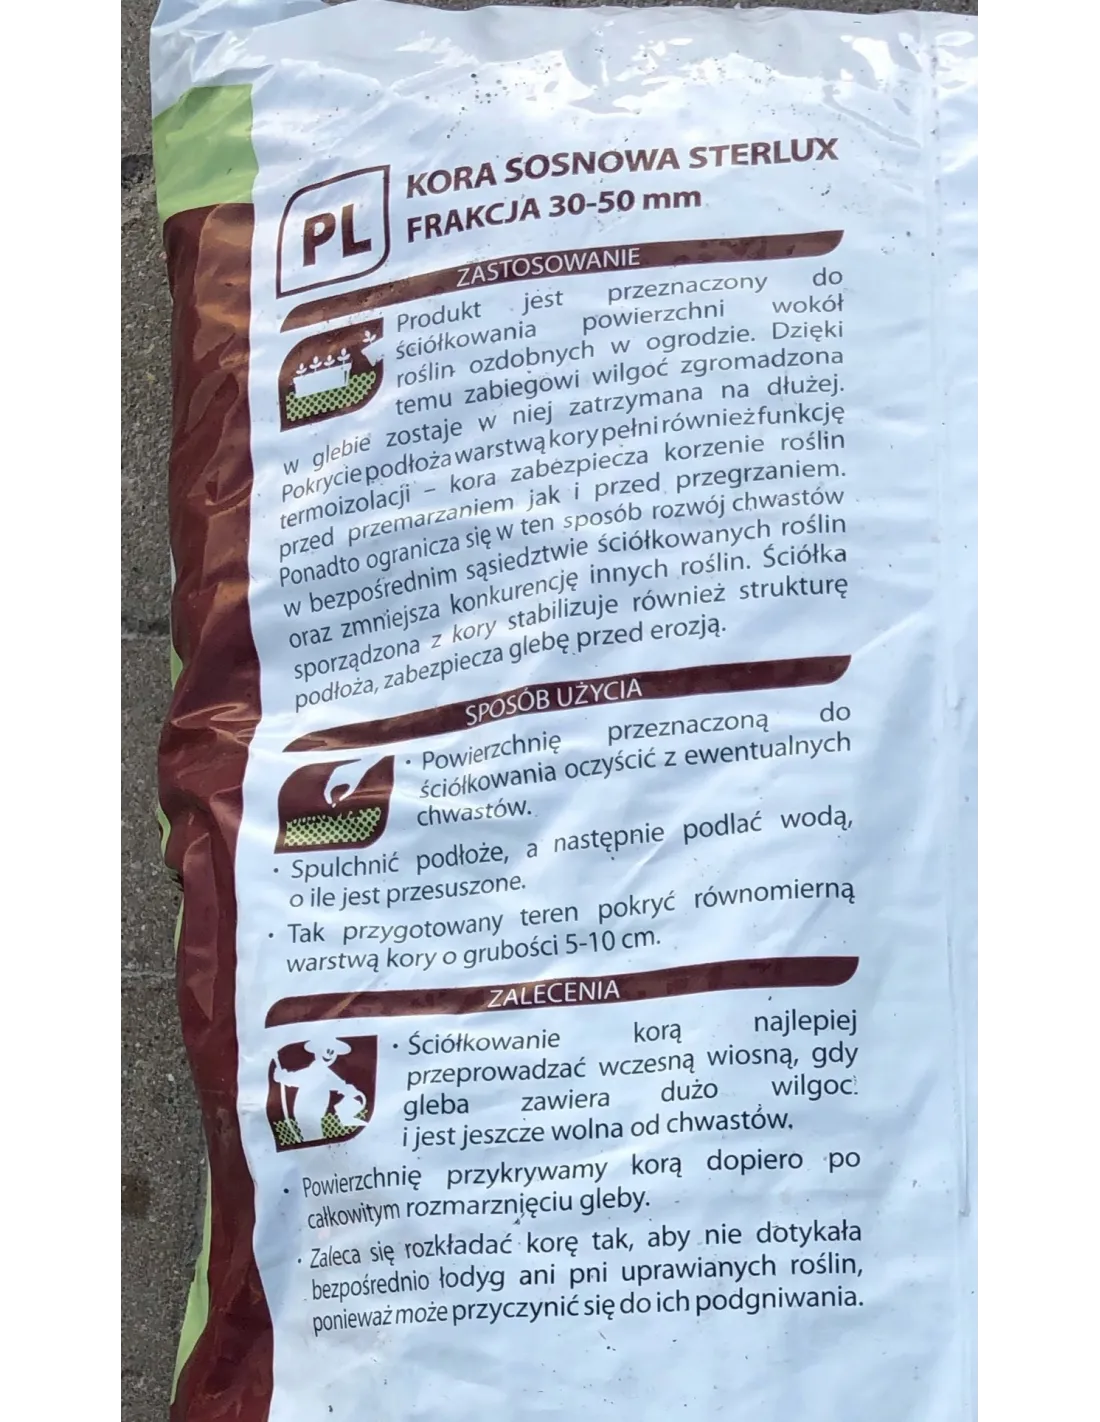 PL
KORA SOSNOWA STERLUX
FRAKCJA 30-50 mm
ZASTOSOWANIE
Produkt jest przeznaczony do
ściółkowania powierzchni wokół
roślin ozdobnych w ogrodzie. Dzięki
temu zabiegowi wilgoć zgromadzona
w glebie zostaje w niej zatrzymana na dłużej.
Pokrycie podłoża warstwą kory pełni również funkcję
termoizolacji – kora zabezpiecza korzenie roślin
przed przemarzaniem jak i przed przegrzaniem.
Ponadto ogranicza się w ten sposób rozwój chwastów
w bezpośrednim sąsiedztwie ściółkowanych roślin
oraz zmniejsza konkurencję innych roślin. Ściółka
sporządzona z kory stabilizuje również strukturę
podłoża, zabezpiecza glebę przed erozją.
SPOSÓB UŻYCIA
• Powierzchnię przeznaczoną do
ściółkowania oczyścić z ewentualnych
chwastów.
• Spulchnić podłoże, a następnie podlać wodą,
o ile jest przesuszone.
• Tak przygotowany teren pokryć równomierną
warstwą kory o grubości 5-10 cm.
ZALECENIA
• Ściółkowanie korą najlepiej
przeprowadzać wczesną wiosną, gdy
gleba zawiera dużo wilgoci
i jest jeszcze wolna od chwastów.
• Powierzchnię przykrywamy korą dopiero po
całkowitym rozmarznięciu gleby.
• Zaleca się rozkładać korę tak, aby nie dotykała
bezpośrednio łodyg ani pni uprawianych roślin,
ponieważ może przyczynić się do ich podgniwania.